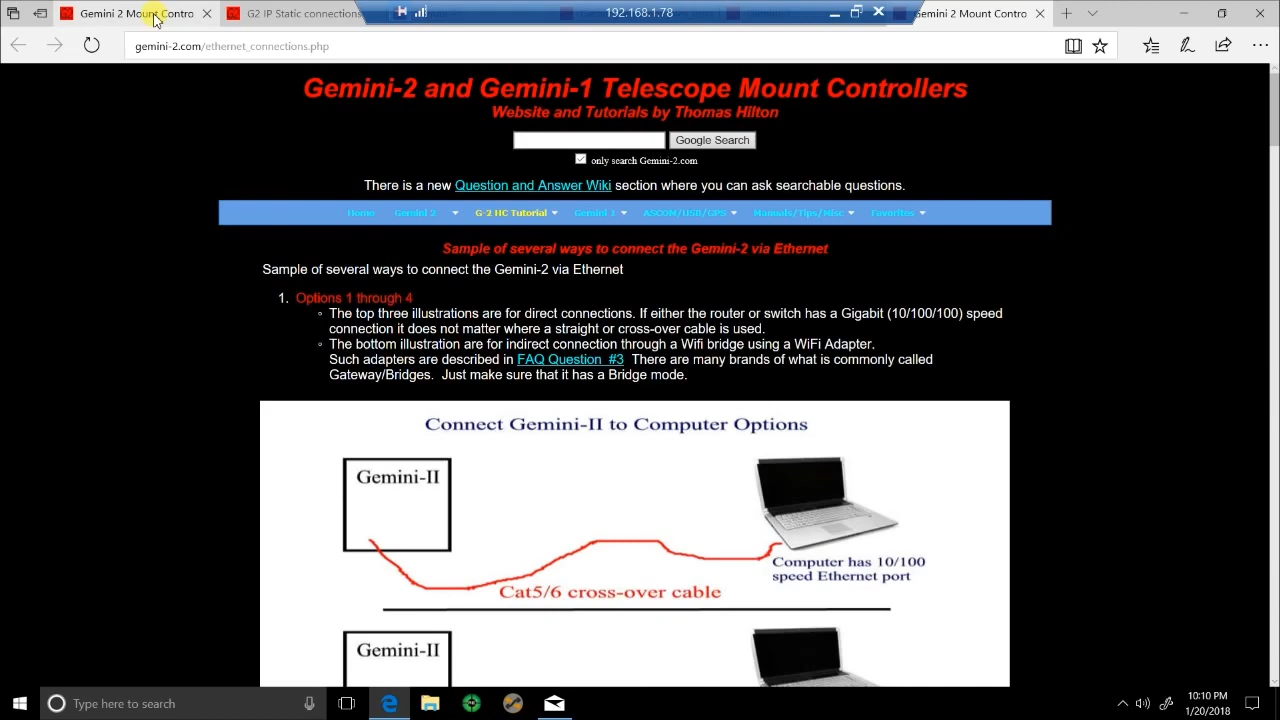 Gemini 2 Mount Contro
G2 IP Static connections
192.168.1.78
Gemini 2 Mount Contro
gemini-2.com/ethernet_connections.php
Gemini-2 and Gemini-1 Telescope Mount Controllers
Website and Tutorials by Thomas Hilton
Google Search
only search Gemini-2.com
There is a new Question and Answer Wiki section where you can ask searchable questions.
Home Gemini 2 G-2 HC Tutorial Gemini 1 ASCOM/USB/GPS Manuals/Tips/Misc Favorites
Sample of several ways to connect the Gemini-2 via Ethernet
Sample of several ways to connect the Gemini-2 via Ethernet
1. Options 1 through 4
The top three illustrations are for direct connections. If either the router or switch has a Gigabit (10/100/100) speed
connection it does not matter where a straight or cross-over cable is used.
The bottom illustration are for indirect connection through a Wifi bridge using a WiFi Adapter.
Such adapters are described in FAQ Question #3 There are many brands of what is commonly called
Gateway/Bridges. Just make sure that it has a Bridge mode.
Connect Gemini-II to Computer Options
Gemini-II
Computer has 10/100
speed Ethernet port
Cat5/6 cross-over cable
Gemini-II
Type here to search
10:10 PM
1/20/2018